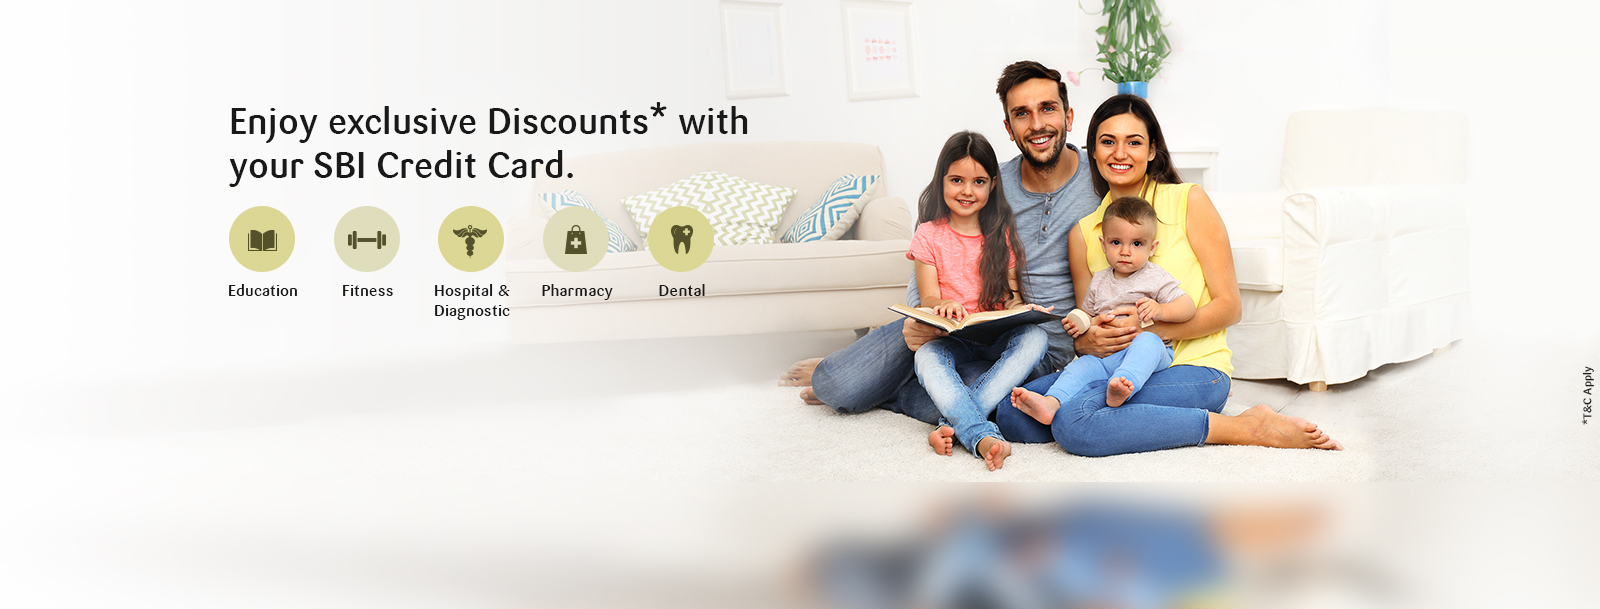 Enjoy exclusive Discounts* with
your SBI Credit Card.
Education
Fitness
Hospital &
Diagnostic
Pharmacy
Dental
*T&C Apply